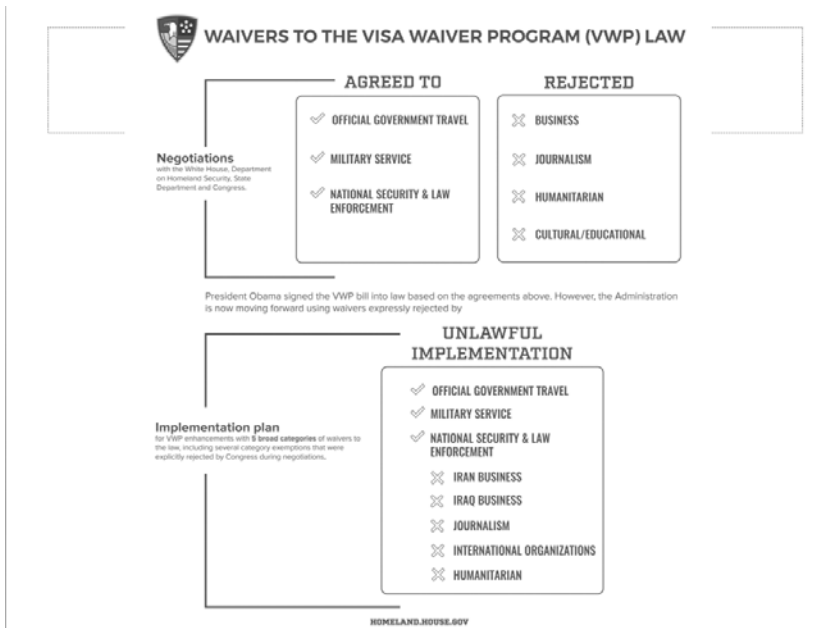 WAIVERS TO THE VISA WAIVER PROGRAM (VWP) LAW
AGREED TO
OFFICIAL GOVERNMENT TRAVEL
MILITARY SERVICE
NATIONAL SECURITY & LAW
ENFORCEMENT
REJECTED
BUSINESS
JOURNALISM
HUMANITARIAN
CULTURAL/EDUCATIONAL
Negotiations
with the White House, Department
on Homeland Security, State
Department and Congress.
President Obama signed the VWP bill into law based on the agreements above. However, the Administration
is now moving forward using waivers expressly rejected by
UNLAWFUL
IMPLEMENTATION
OFFICIAL GOVERNMENT TRAVEL
MILITARY SERVICE
NATIONAL SECURITY & LAW
ENFORCEMENT
IRAN BUSINESS
IRAQ BUSINESS
JOURNALISM
INTERNATIONAL ORGANIZATIONS
HUMANITARIAN
Implementation plan
for VWP enhancements with 5 broad categories of waivers to
the law, including several category exemptions that were
explicitly rejected by Congress during negotiations.
HOMELAND.HOUSE.GOV